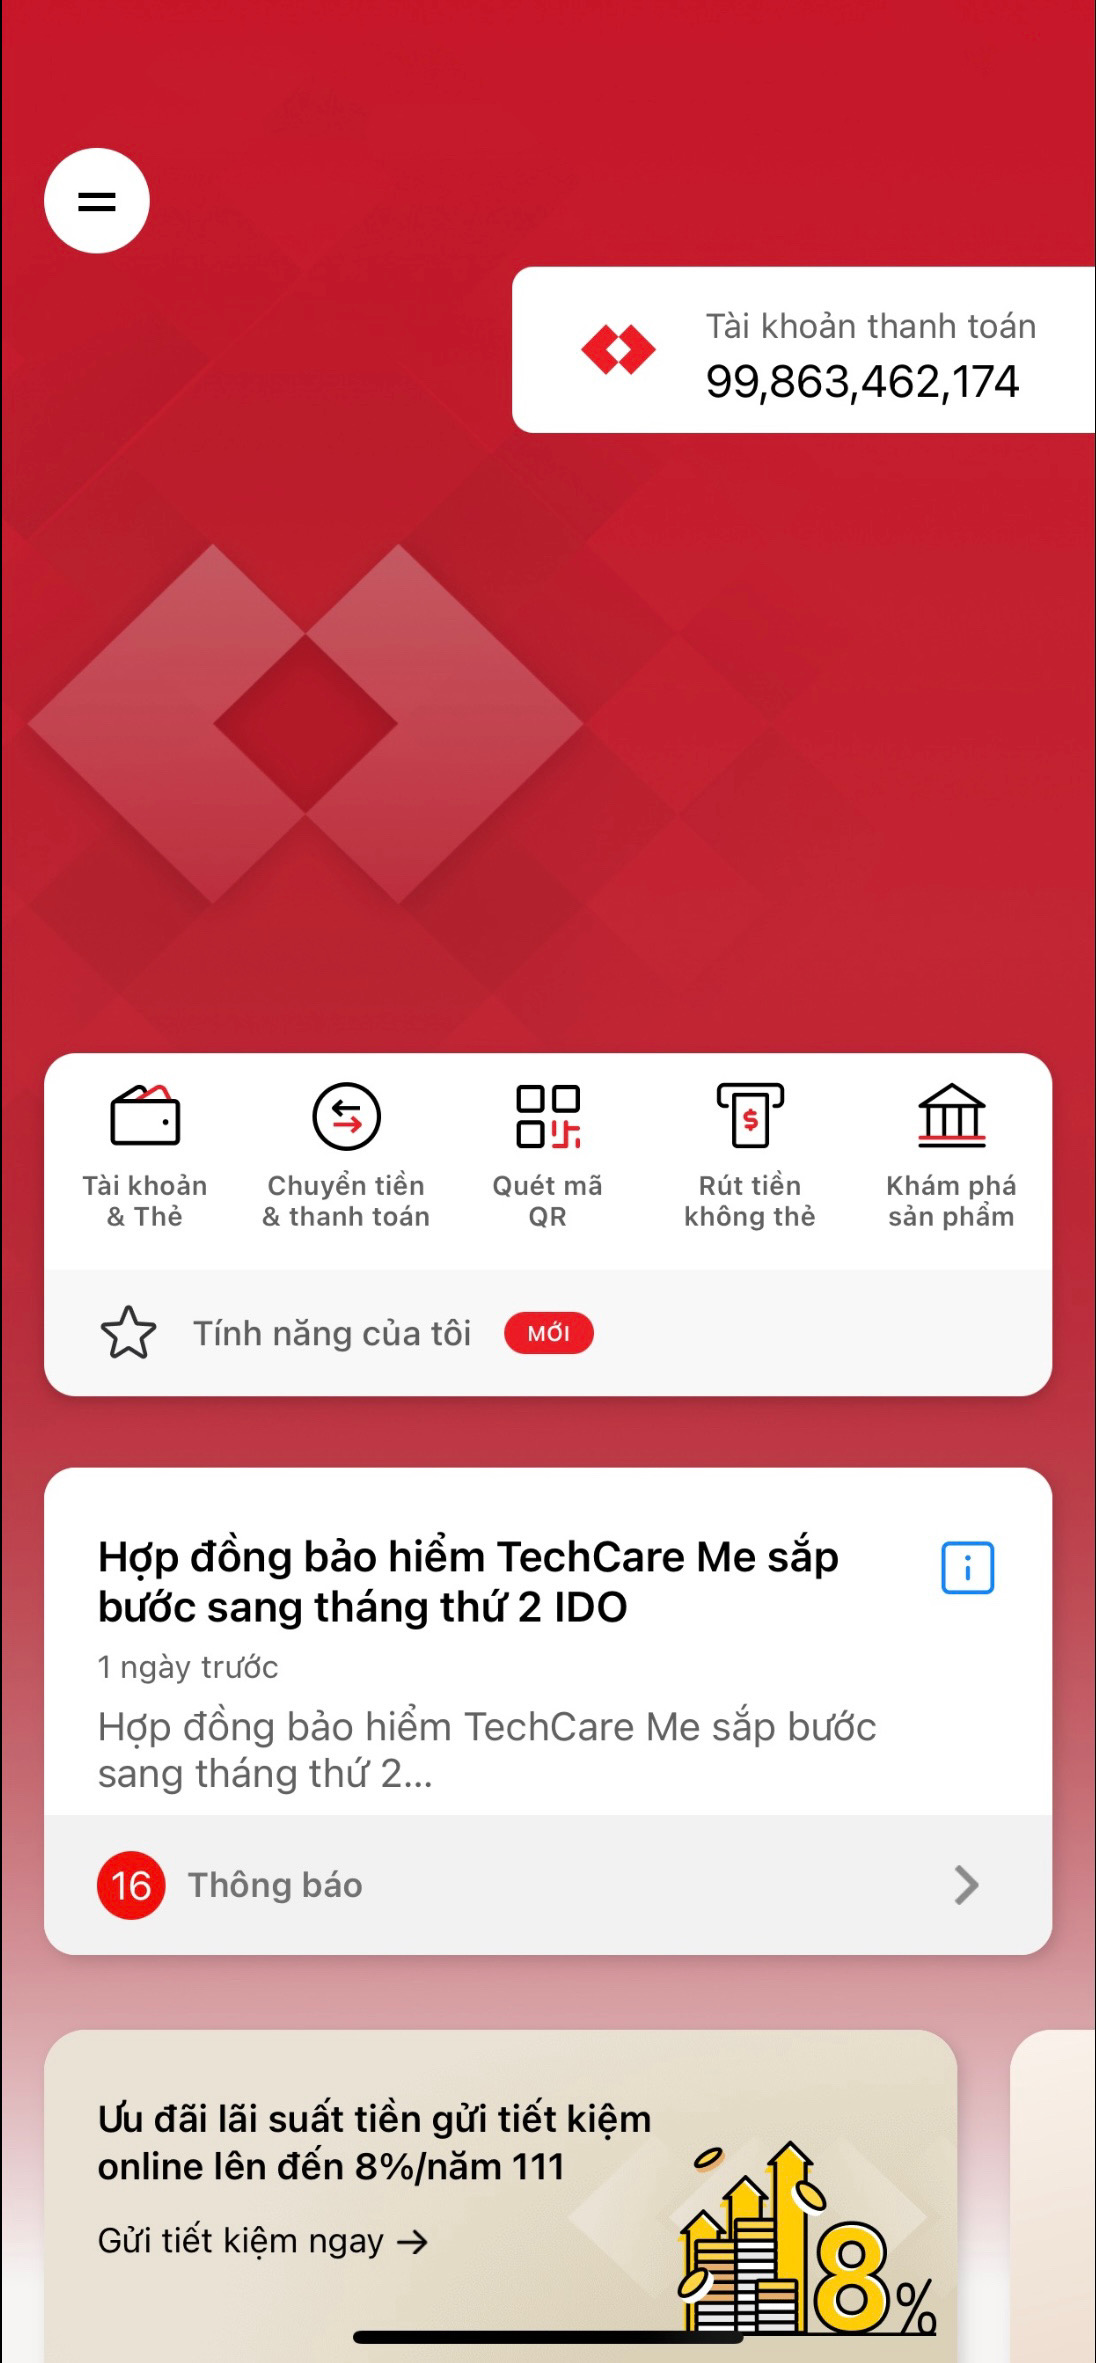 Tài khoản thanh toán
99,863,462,174
Tài khoản
& Thẻ
Chuyển tiền
& thanh toán
Quét mã
QR
Rút tiền
không thẻ
Khám phá
sản phẩm
Tính năng của tôi
MỚI
Hợp đồng bảo hiểm TechCare Me sắp
bước sang tháng thứ 2 IDO
1 ngày trước
Hợp đồng bảo hiểm TechCare Me sắp bước
sang tháng thứ 2...
16 Thông báo
Ưu đãi lãi suất tiền gửi tiết kiệm
online lên đến 8%/năm 111
Gửi tiết kiệm ngay →
8%